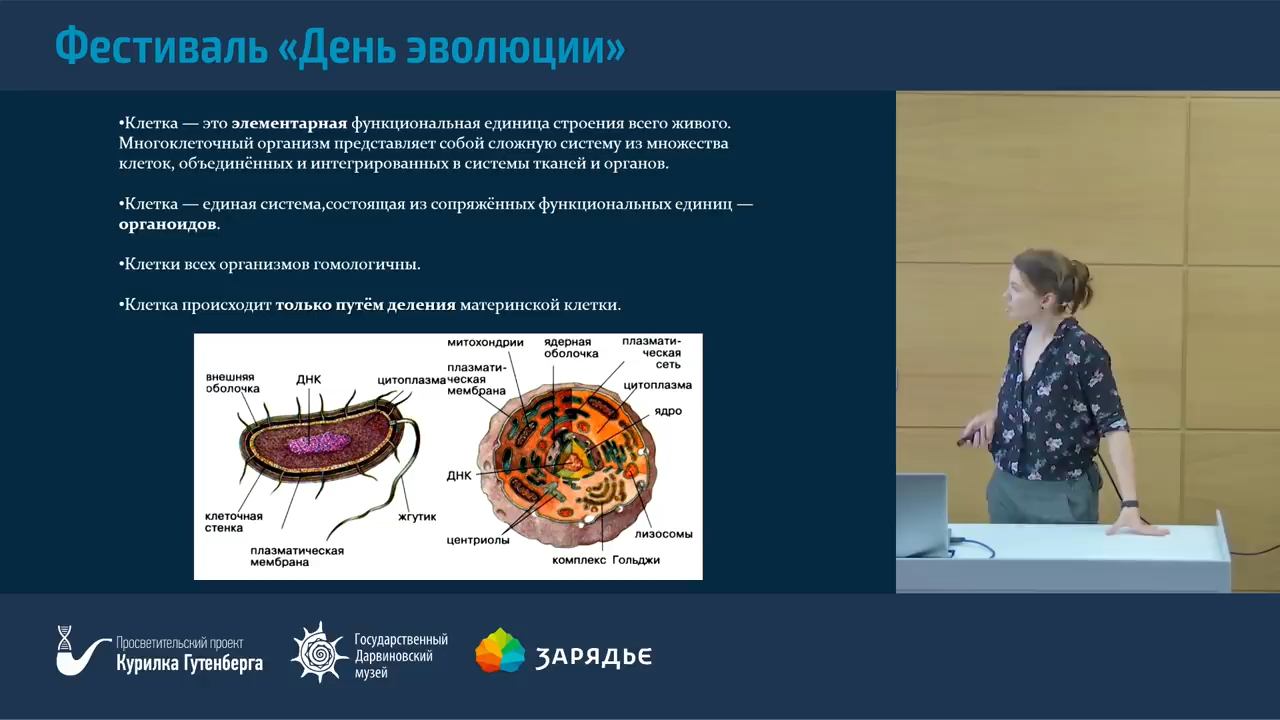 Фестиваль «День эволюции»
•Клетка — это элементарная функциональная единица строения всего живого.
Многоклеточный организм представляет собой сложную систему из множества
клеток, объединённых и интегрированных в системы тканей и органов.
•Клетка — единая система,состоящая из сопряжённых функциональных единиц —
органоидов.
•Клетки всех организмов гомологичны.
•Клетка происходит только путём деления материнской клетки.
внешняя
оболочка
ДНК
цитоплазма
клеточная
стенка
плазматическая
мембрана
жгутик
митохондрии
ядерная
оболочка
плазмати-
ческая
сеть
плазмати-
ческая
мембрана
цитоплазма
ядро
ДНК
центриолы
лизосомы
комплекс Гольджи
Просветительский проект
Курилка Гутенберга
Государственный
Дарвиновский
музей
ЗАРЯДЬЕ